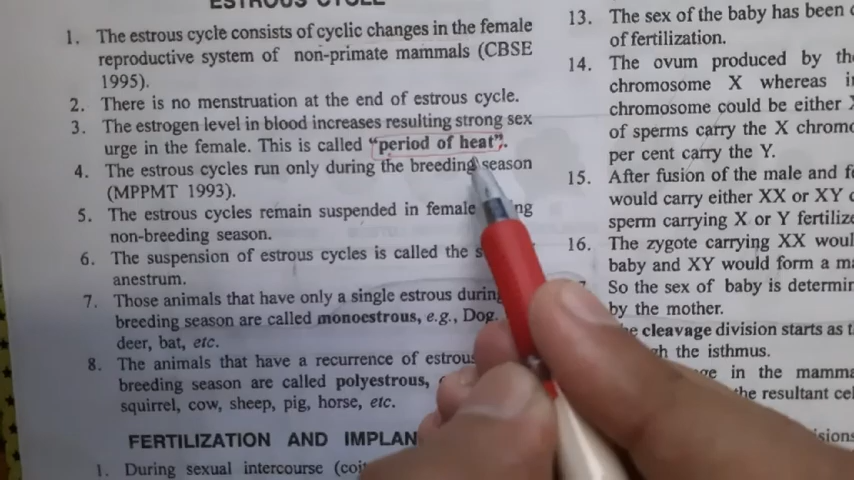 ESTROUS CYCLE
1. The estrous cycle consists of cyclic changes in the female
reproductive system of non-primate mammals (CBSE
1995).
2. There is no menstruation at the end of estrous cycle.
3. The estrogen level in blood increases resulting strong sex
urge in the female. This is called “period of heat”.
4. The estrous cycles run only during the breeding season
(MPPMT 1993).
5. The estrous cycles remain suspended in female
non-breeding season.
6. The suspension of estrous cycles is called the
anestrum.
7. Those animals that have only a single estrous during
breeding season are called monoestrous, e.g., Dog.
deer, bat, etc.
8. The animals that have a recurrence of estrous
breeding season are called polyestrous,
squirrel, cow, sheep, pig, horse, etc.
FERTILIZATION AND
1. During sexual intercourse
13. The sex of the baby has been
of fertilization.
14. The ovum produced by
chromosome X whereas
chromosome could be either
of sperms carry the X
per cent carry the Y.
15. After fusion of the male and
would carry either XX or XY
sperm carrying X or Y
16. The zygote carrying XX
baby and XY would form a
So the sex of baby is
by the mother.
cleavage division starts as
the isthmus.
in the
the resultant